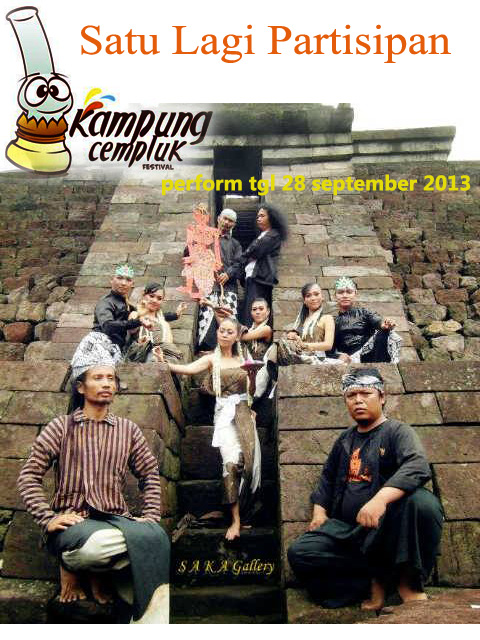 Satu Lagi Partisipan
Kampung
cempluk
FESTIVAL
perform tgl 28 september 2013
S A K A Gallery